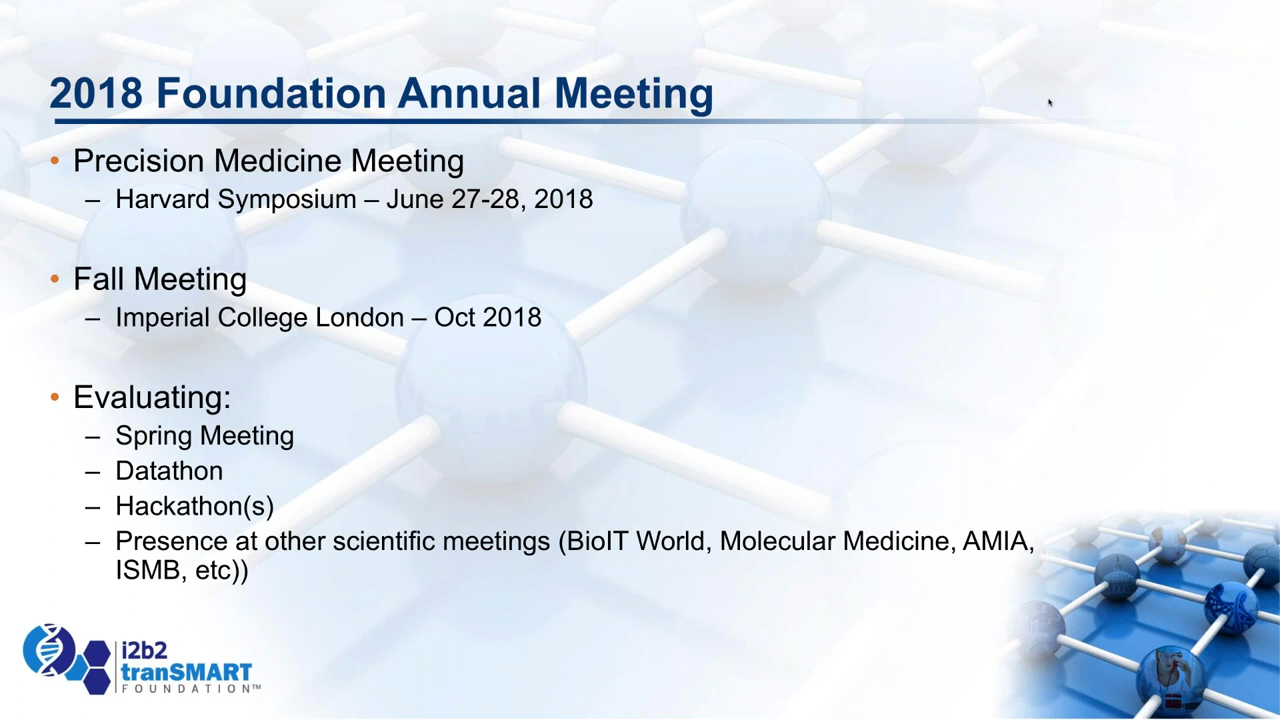 2018 Foundation Annual Meeting
• Precision Medicine Meeting
– Harvard Symposium – June 27-28, 2018
• Fall Meeting
– Imperial College London – Oct 2018
• Evaluating:
– Spring Meeting
– Datathon
– Hackathon(s)
– Presence at other scientific meetings (BioIT World, Molecular Medicine, AMIA,
ISMB, etc))
i2b2
tranSMART
FOUNDATION™